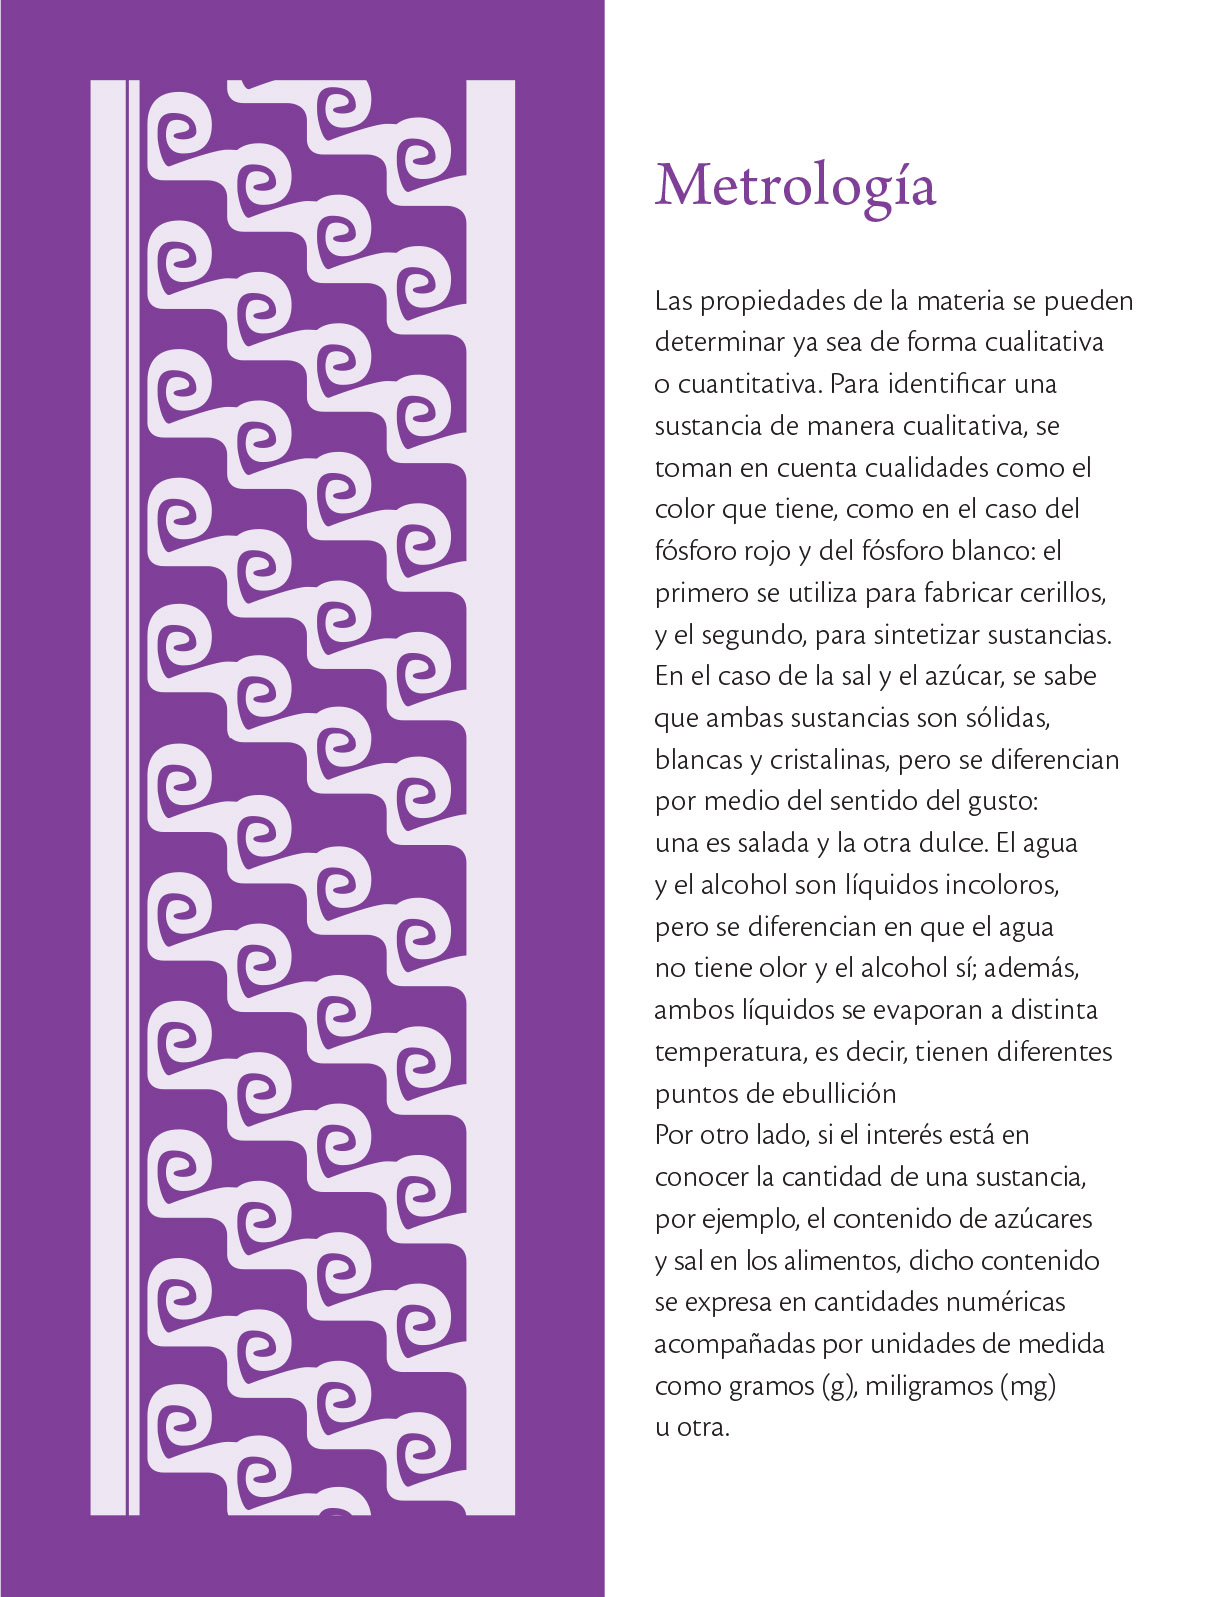 Metrología
Las propiedades de la materia se pueden
determinar ya sea de forma cualitativa
o cuantitativa. Para identificar una
sustancia de manera cualitativa, se
toman en cuenta cualidades como el
color que tiene, como en el caso del
fósforo rojo y del fósforo blanco: el
primero se utiliza para fabricar cerillos,
y el segundo, para sintetizar sustancias.
En el caso de la sal y el azúcar, se sabe
que ambas sustancias son sólidas,
blancas y cristalinas, pero se diferencian
por medio del sentido del gusto:
una es salada y la otra dulce. El agua
y el alcohol son líquidos incoloros,
pero se diferencian en que el agua
no tiene olor y el alcohol sí; además,
ambos líquidos se evaporan a distinta
temperatura, es decir, tienen diferentes
puntos de ebullición
Por otro lado, si el interés está en
conocer la cantidad de una sustancia,
por ejemplo, el contenido de azúcares
y sal en los alimentos, dicho contenido
se expresa en cantidades numéricas
acompañadas por unidades de medida
como gramos (g), miligramos (mg)
u otra.